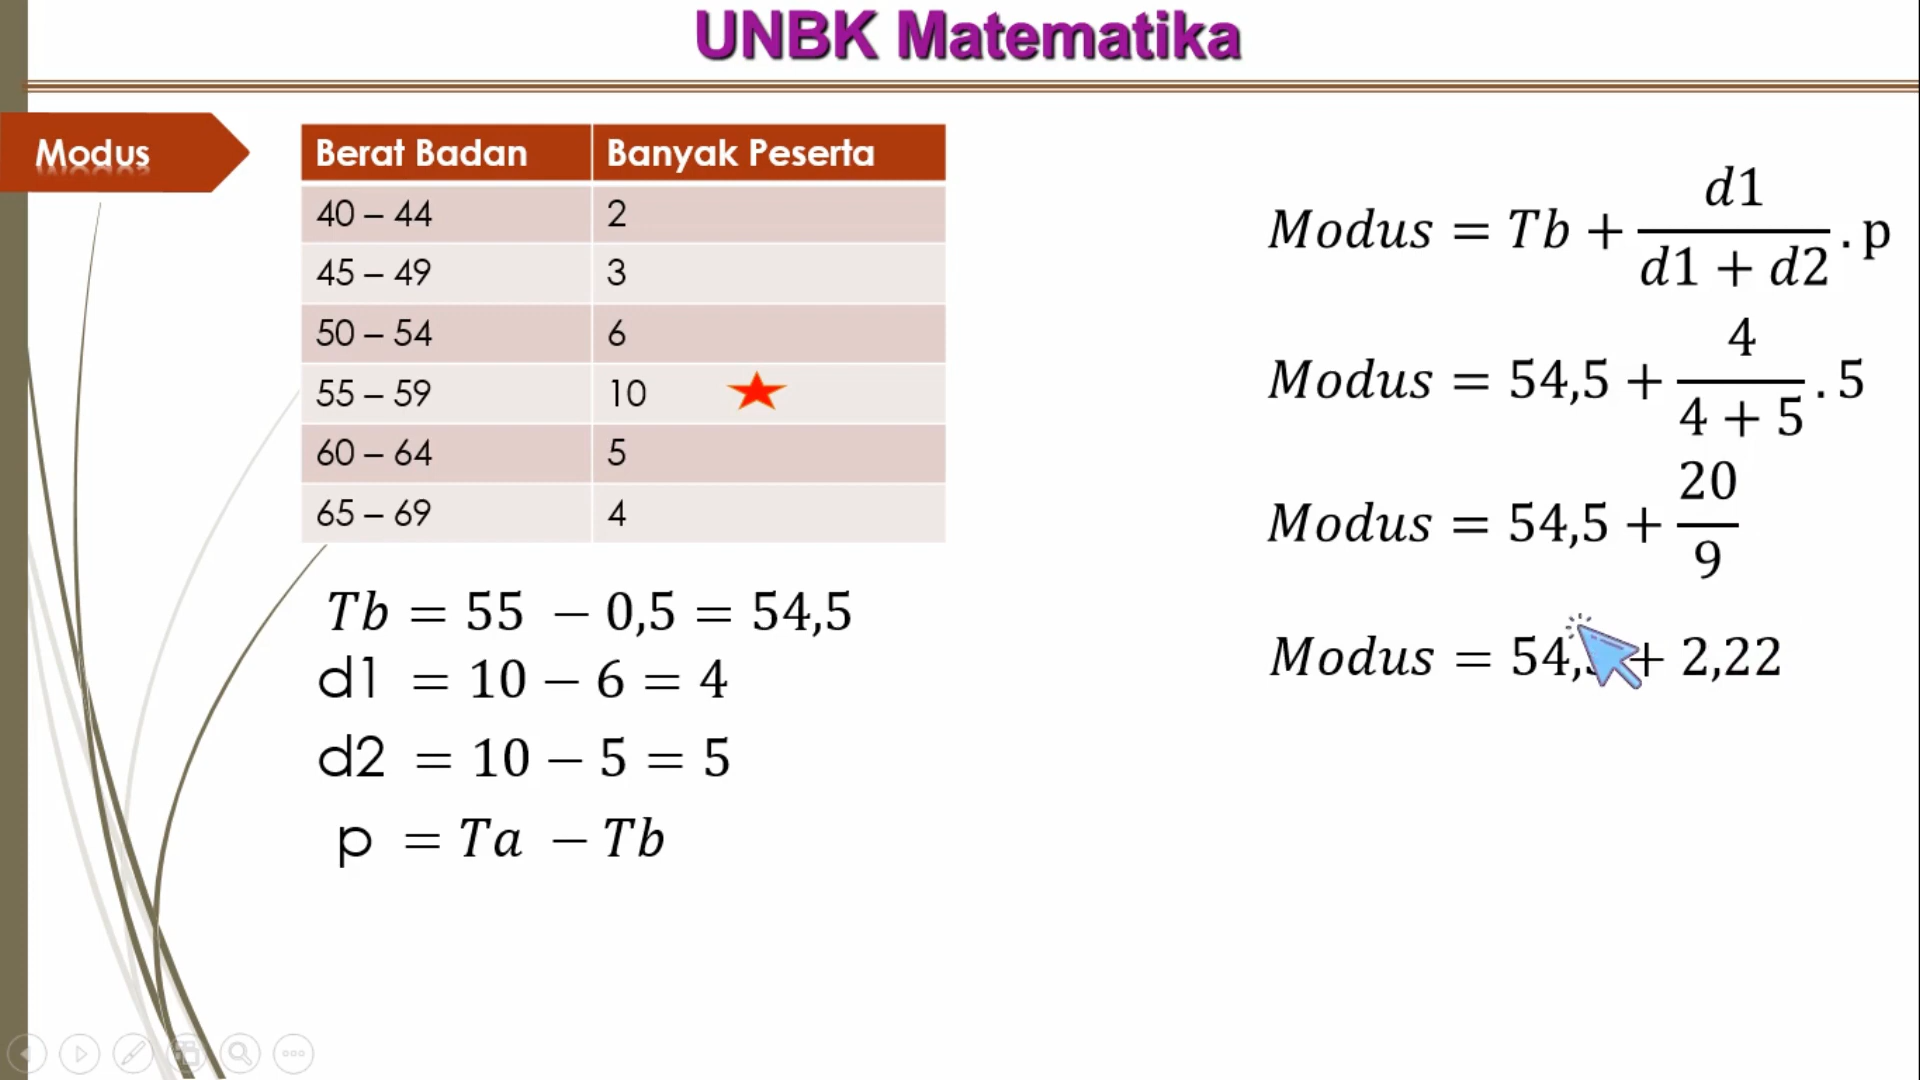 UNBK Matematika
Modus
Berat Badan Banyak Peserta
40 – 44 2
45 – 49 3
50 – 54 6
55 – 59 10
60 – 64 5
65 – 69 4
Tb = 55 − 0,5 = 54,5
d1 = 10 − 6 = 4
d2 = 10 − 5 = 5
p = Ta − Tb
Modus = Tb + d1/(d1 + d2) . p
Modus = 54,5 + 4/(4 + 5) . 5
Modus = 54,5 + 20/9
Modus = 54, + 2,22